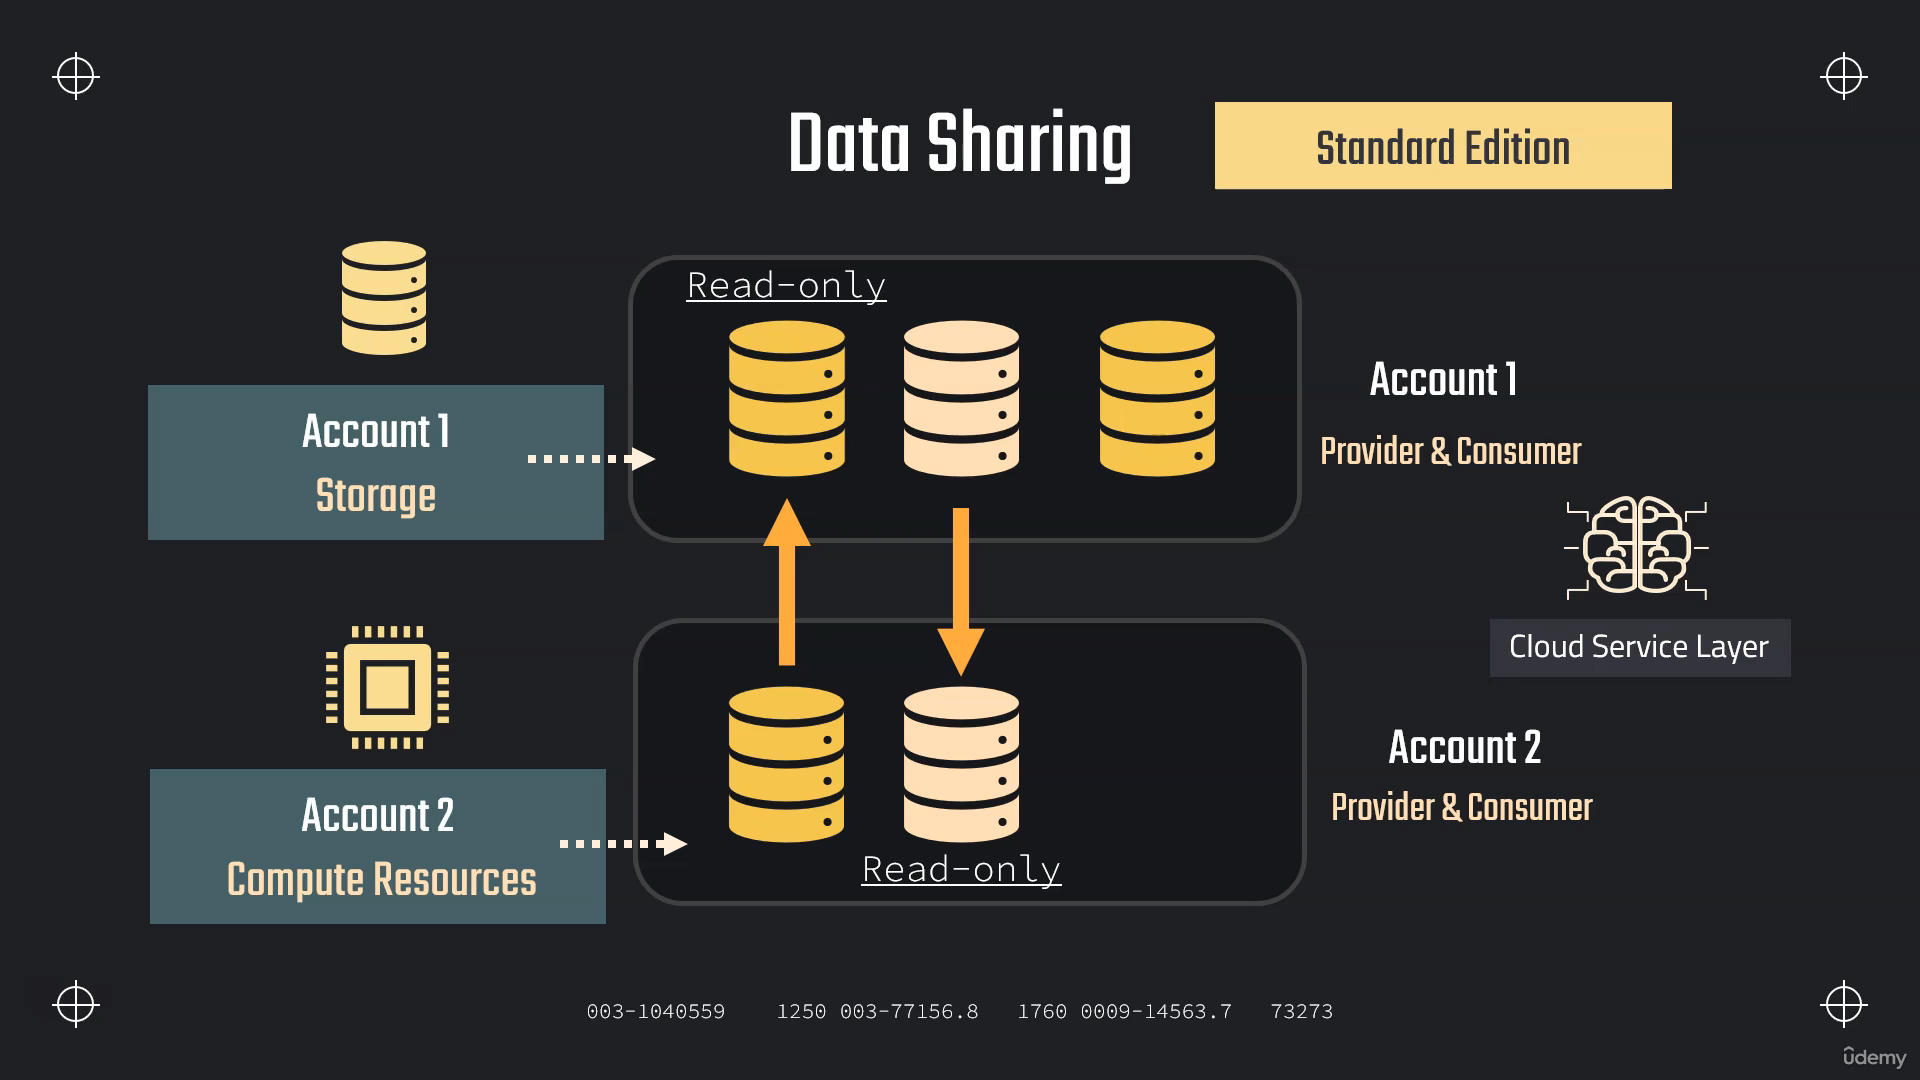 Data Sharing
Standard Edition
Read-only
Account 1
Storage
Account 1
Provider & Consumer
Cloud Service Layer
Account 2
Compute Resources
Account 2
Provider & Consumer
Read-only
003-1040559 1250 003-77156.8 1760 0009-14563.7 73273
ûdemy